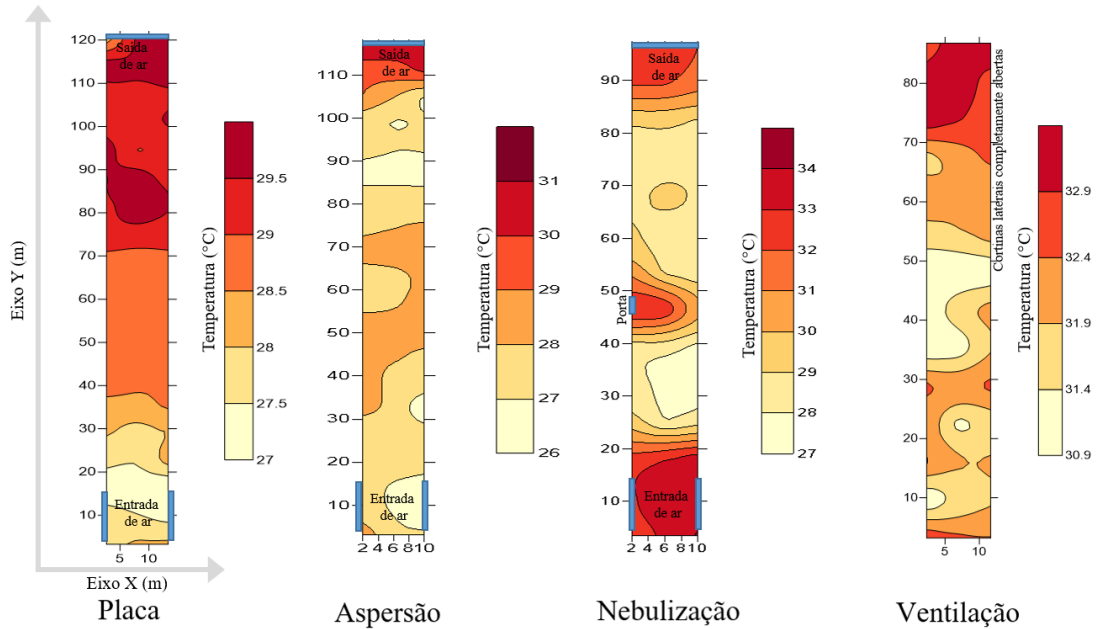 Eixo Y (m)
Eixo X (m)
120
110
100
90
80
70
60
50
40
30
20
10
5 10
Saída
de ar
Entrada
de ar
Temperatura (°C)
29.5
29
28.5
28
27.5
27
Placa
110
100
90
80
70
60
50
40
30
20
10
2 4 6 8 10
Saída
de ar
Entrada
de ar
Temperatura (°C)
31
30
29
28
27
26
Aspersão
90
80
70
60
50
40
30
20
10
2 4 6 8 10
Saída
de ar
Porta
Entrada
de ar
Temperatura (°C)
34
33
32
31
30
29
28
27
Nebulização
80
70
60
50
40
30
20
10
5 10
Cortinas laterais completamente abertas
Temperatura (°C)
32.9
32.4
31.9
31.4
30.9
Ventilação